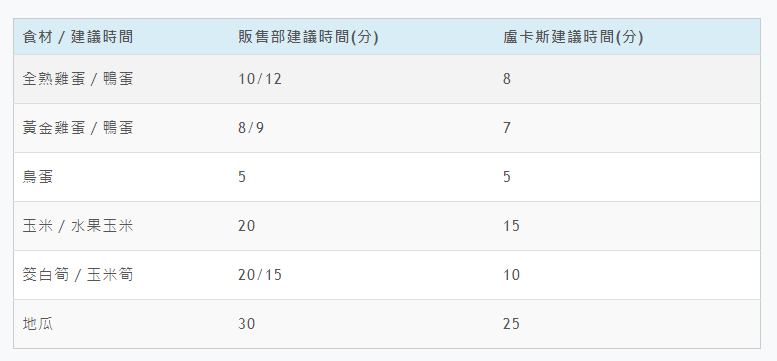 食材 / 建議時間 販售部建議時間(分) 盧卡斯建議時間(分)
全熟雞蛋 / 鴨蛋 10/12 8
黃金雞蛋 / 鴨蛋 8/9 7
鳥蛋 5 5
玉米 / 水果玉米 20 15
筊白筍 / 玉米筍 20/15 10
地瓜 30 25